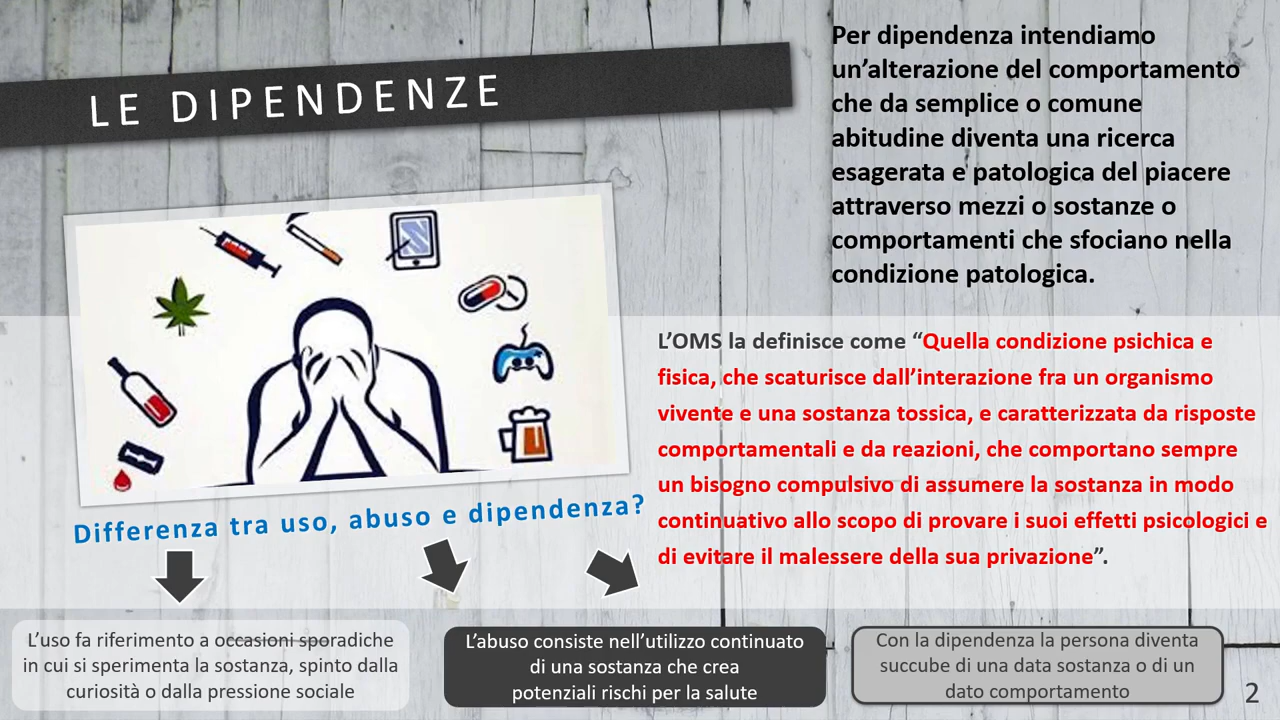 LE DIPENDENZE
Per dipendenza intendiamo
un’alterazione del comportamento
che da semplice o comune
abitudine diventa una ricerca
esagerata e patologica del piacere
attraverso mezzi o sostanze o
comportamenti che sfociano nella
condizione patologica.
L’OMS la definisce come “Quella condizione psichica e
fisica, che scaturisce dall’interazione fra un organismo
vivente e una sostanza tossica, e caratterizzata da risposte
comportamentali e da reazioni, che comportano sempre
un bisogno compulsivo di assumere la sostanza in modo
continuativo allo scopo di provare i suoi effetti psicologici e
di evitare il malessere della sua privazione”.
Differenza tra uso, abuso e dipendenza?
L’uso fa riferimento a occasioni sporadiche
in cui si sperimenta la sostanza, spinto dalla
curiosità o dalla pressione sociale
L’abuso consiste nell’utilizzo continuato
di una sostanza che crea
potenziali rischi per la salute
Con la dipendenza la persona diventa
succube di una data sostanza o di un
dato comportamento
2